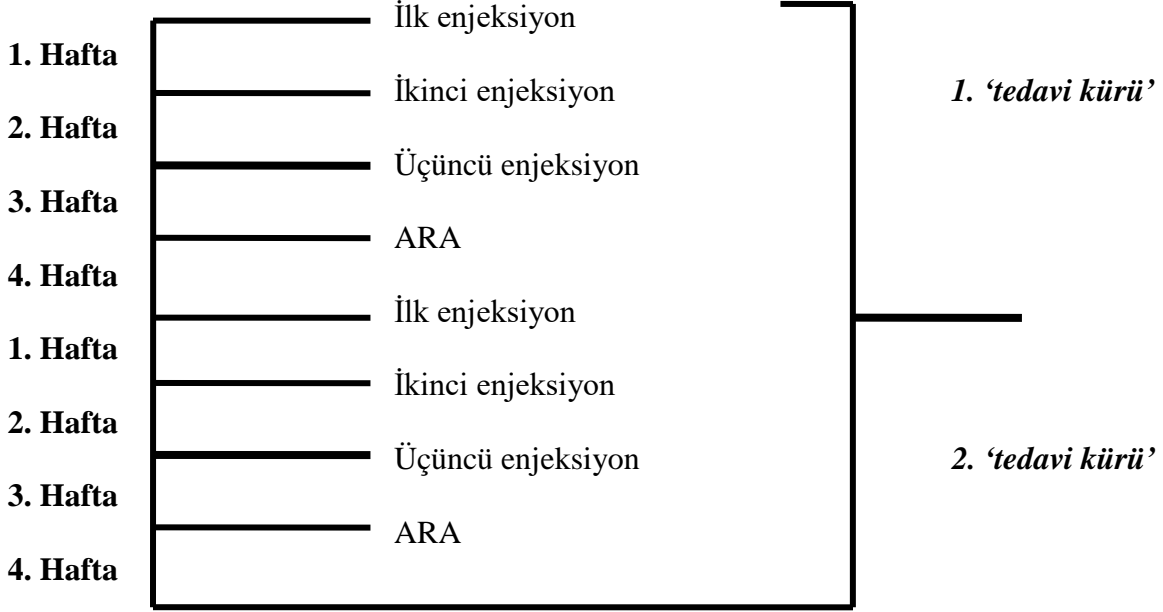 İlk enjeksiyon
1. Hafta
İkinci enjeksiyon
1. ‘tedavi kürü’
2. Hafta
Üçüncü enjeksiyon
3. Hafta
ARA
4. Hafta
İlk enjeksiyon
1. Hafta
İkinci enjeksiyon
2. Hafta
Üçüncü enjeksiyon
2. ‘tedavi kürü’
3. Hafta
ARA
4. Hafta